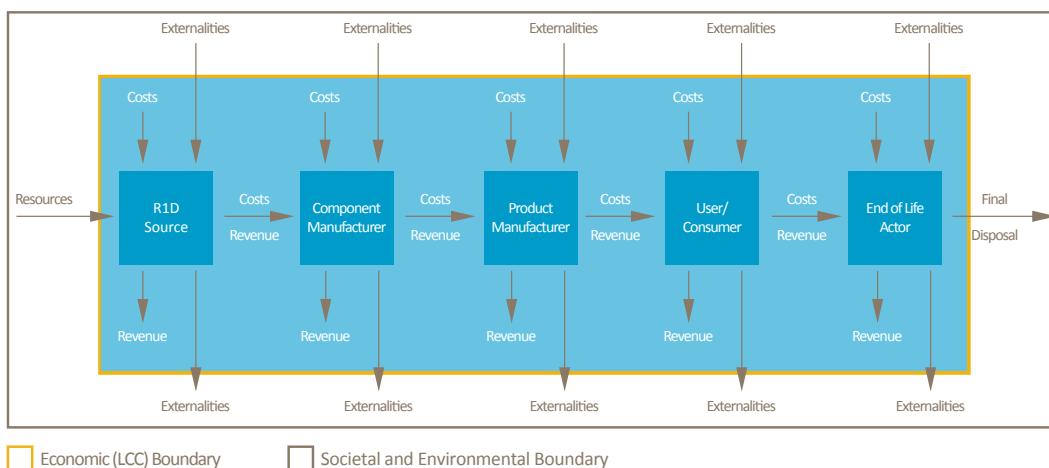 Externalities Externalities Externalities Externalities Externalities
Costs Costs Costs Costs Costs
Resources
R1D
Source
Costs
Revenue
Component
Manufacturer
Costs
Revenue
Product
Manufacturer
Costs
Revenue
User/
Consumer
Costs
Revenue
End of Life
Actor
Final
Disposal
Revenue Revenue Revenue Revenue Revenue
Externalities Externalities Externalities Externalities Externalities
Economic (LCC) Boundary
Societal and Environmental Boundary